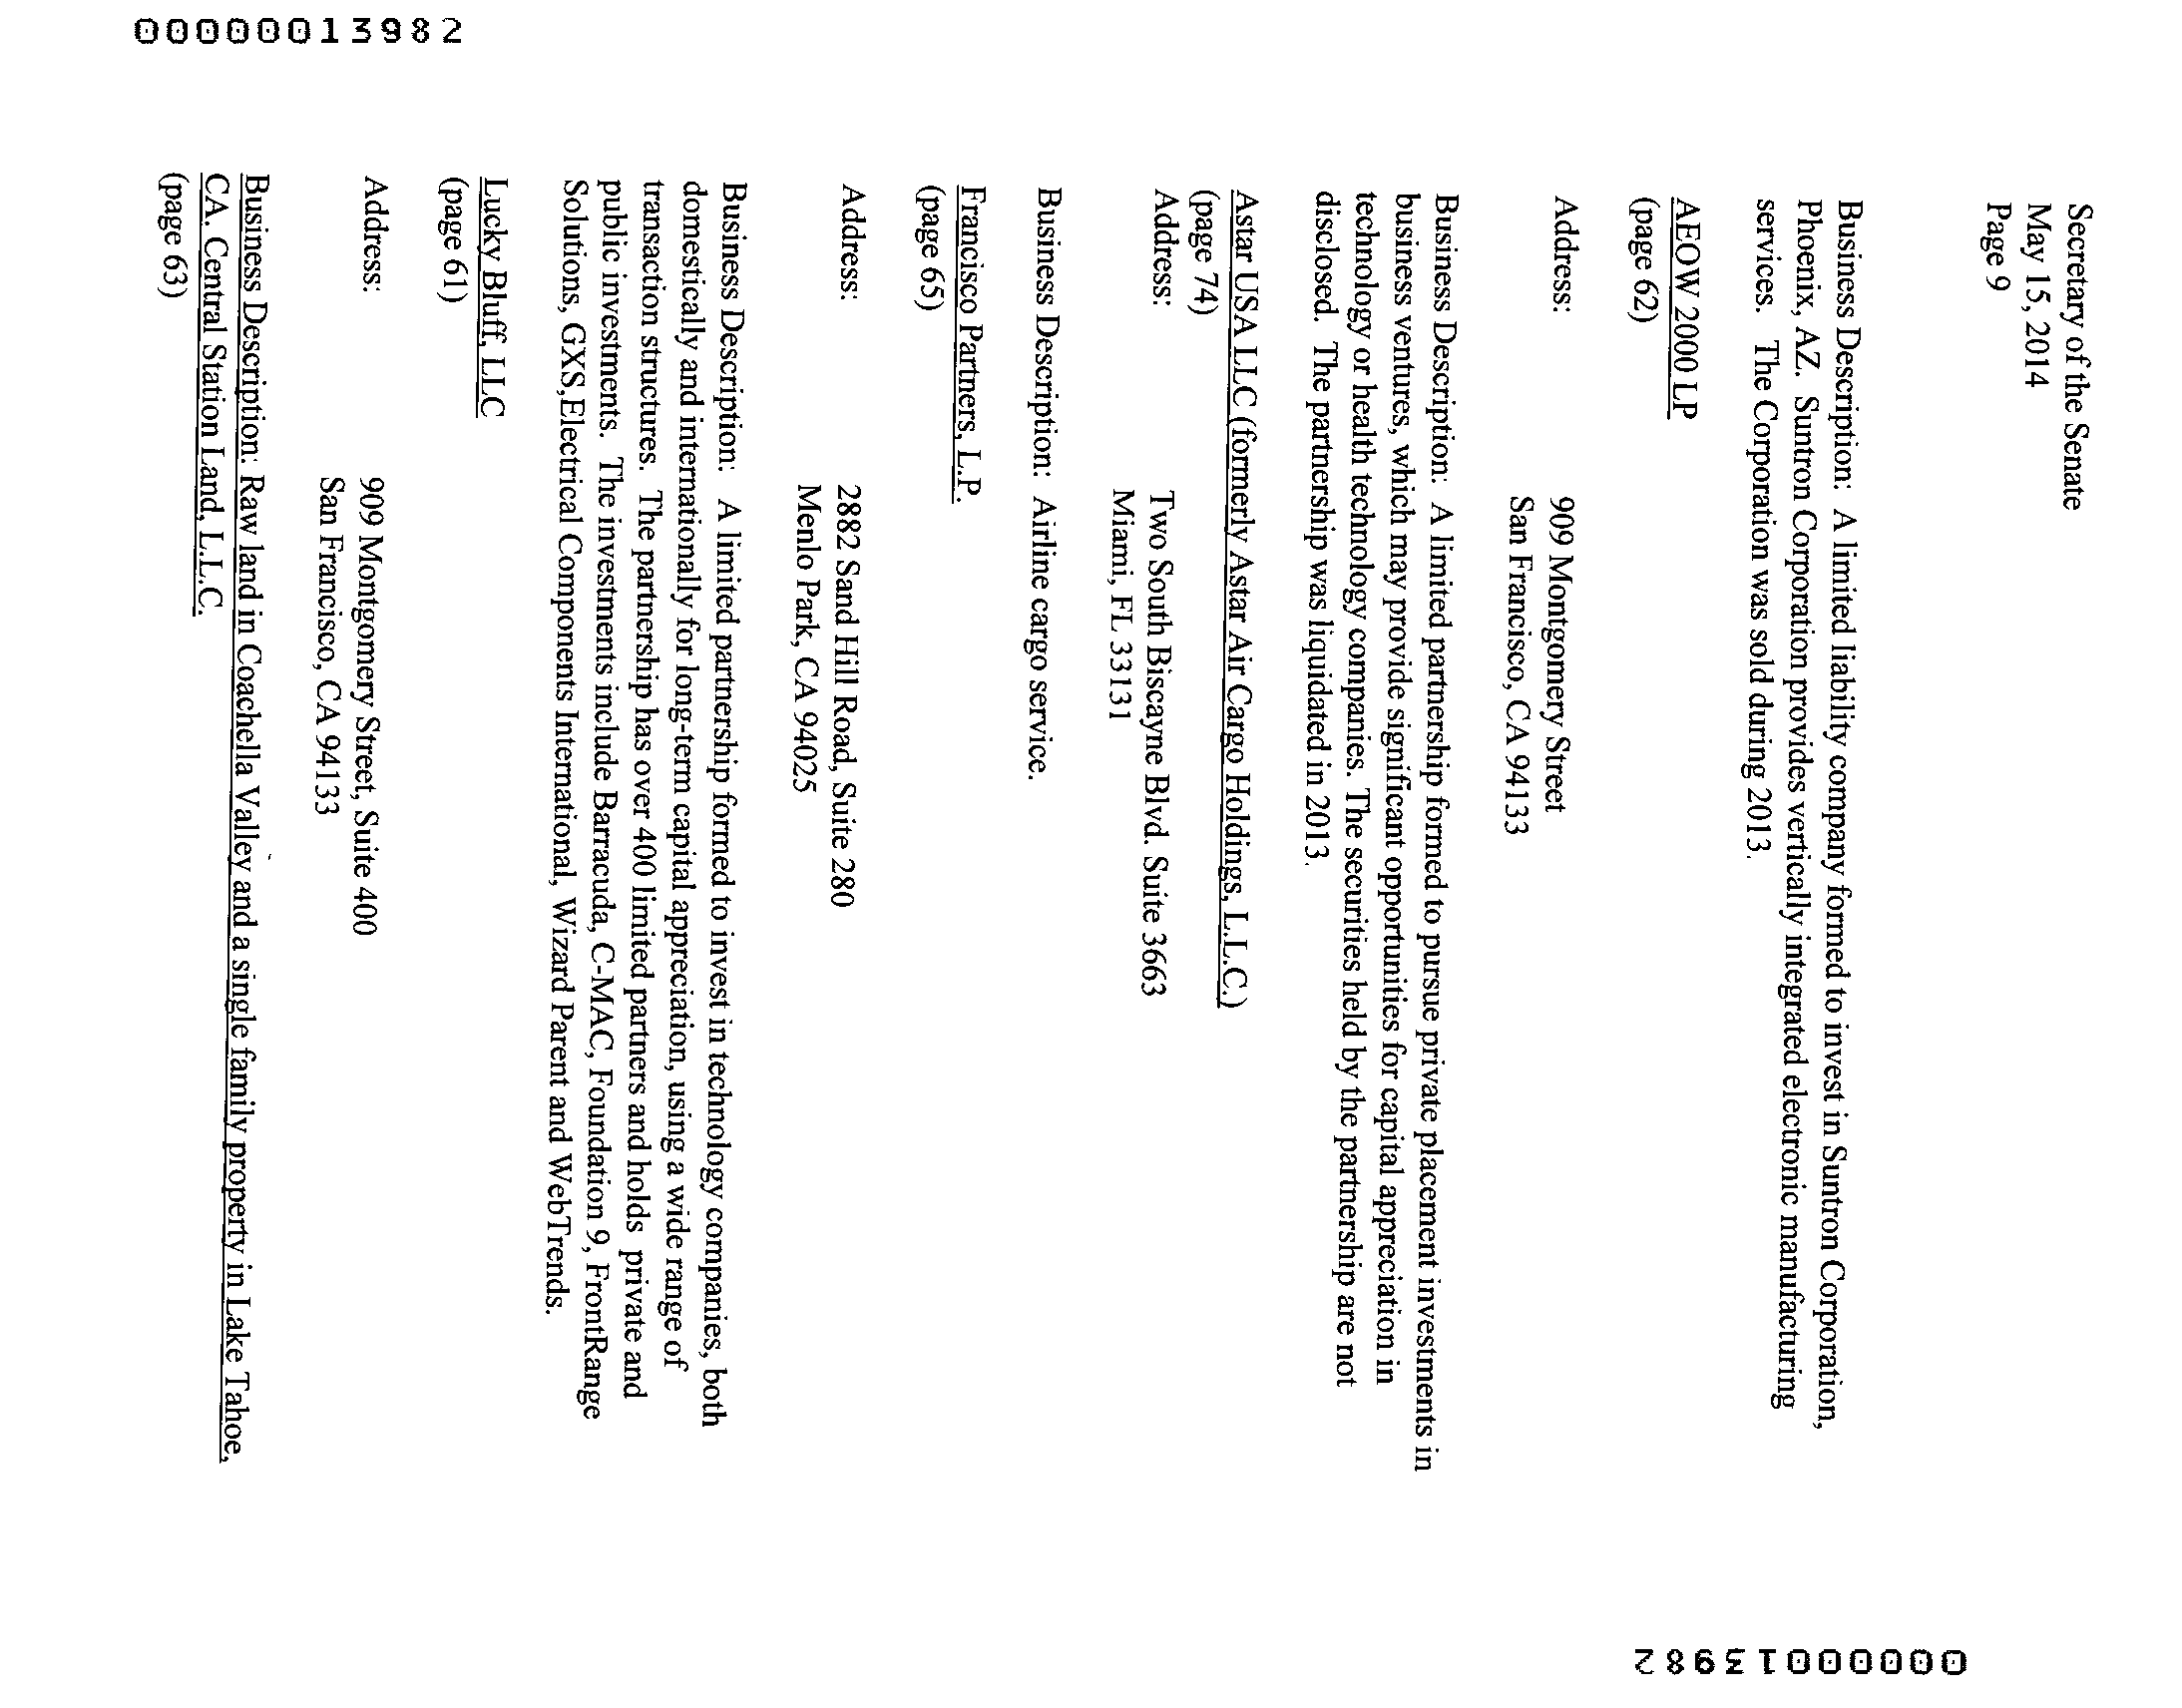 00000013982
Secretary of the Senate
May 15, 2014
Page 9
Business Description:  A limited liability company formed to invest in Suntron Corporation,
Phoenix, AZ.  Suntron Corporation provides vertically integrated electronic manufacturing
services.  The Corporation was sold during 2013.
AEOW 2000 LP
(page 62)
Address: 909 Montgomery Street
San Francisco, CA 94133
Business Description:  A limited partnership formed to pursue private placement investments in
business ventures, which may provide significant opportunities for capital appreciation in
technology or health technology companies. The securities held by the partnership are not
disclosed.  The partnership was liquidated in 2013.
Astar USA LLC (formerly Astar Air Cargo Holdings, L.L.C.)
(page 74)
Address: Two South Biscayne Blvd. Suite 3663
Miami, FL 33131
Business Description:  Airline cargo service.
Francisco Partners, L.P.
(page 65)
Address: 2882 Sand Hill Road, Suite 280
Menlo Park, CA 94025
Business Description:  A limited partnership formed to invest in technology companies, both
domestically and internationally for long-term capital appreciation, using a wide range of
transaction structures.  The partnership has over 400 limited partners and holds  private and
public investments.  The investments include Barracuda, C-MAC, Foundation 9, FrontRange
Solutions, GXS,Electrical Components International, Wizard Parent and WebTrends.
Lucky Bluff, LLC
(page 61)
Address: 909 Montgomery Street, Suite 400
San Francisco, CA 94133
Business Description: Raw land in Coachella Valley and a single family property in Lake Tahoe,
CA. Central Station Land, L.L.C.
(page 63)
00000013982